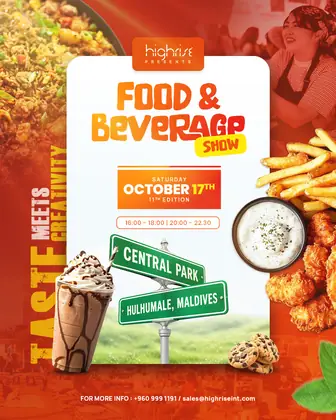 highrise
PRESENTS
FOOD &
BEVERAGE
SHOW
SATURDAY
OCTOBER 17TH
11TH EDITION
16:00 - 18:00 | 20:00 - 22:30
TASTE MEETS
CREATIVITY
CENTRAL PARK
HULHUMALE, MALDIVES
FOR MORE INFO : +960 999 1191 / sales@highriseint.com